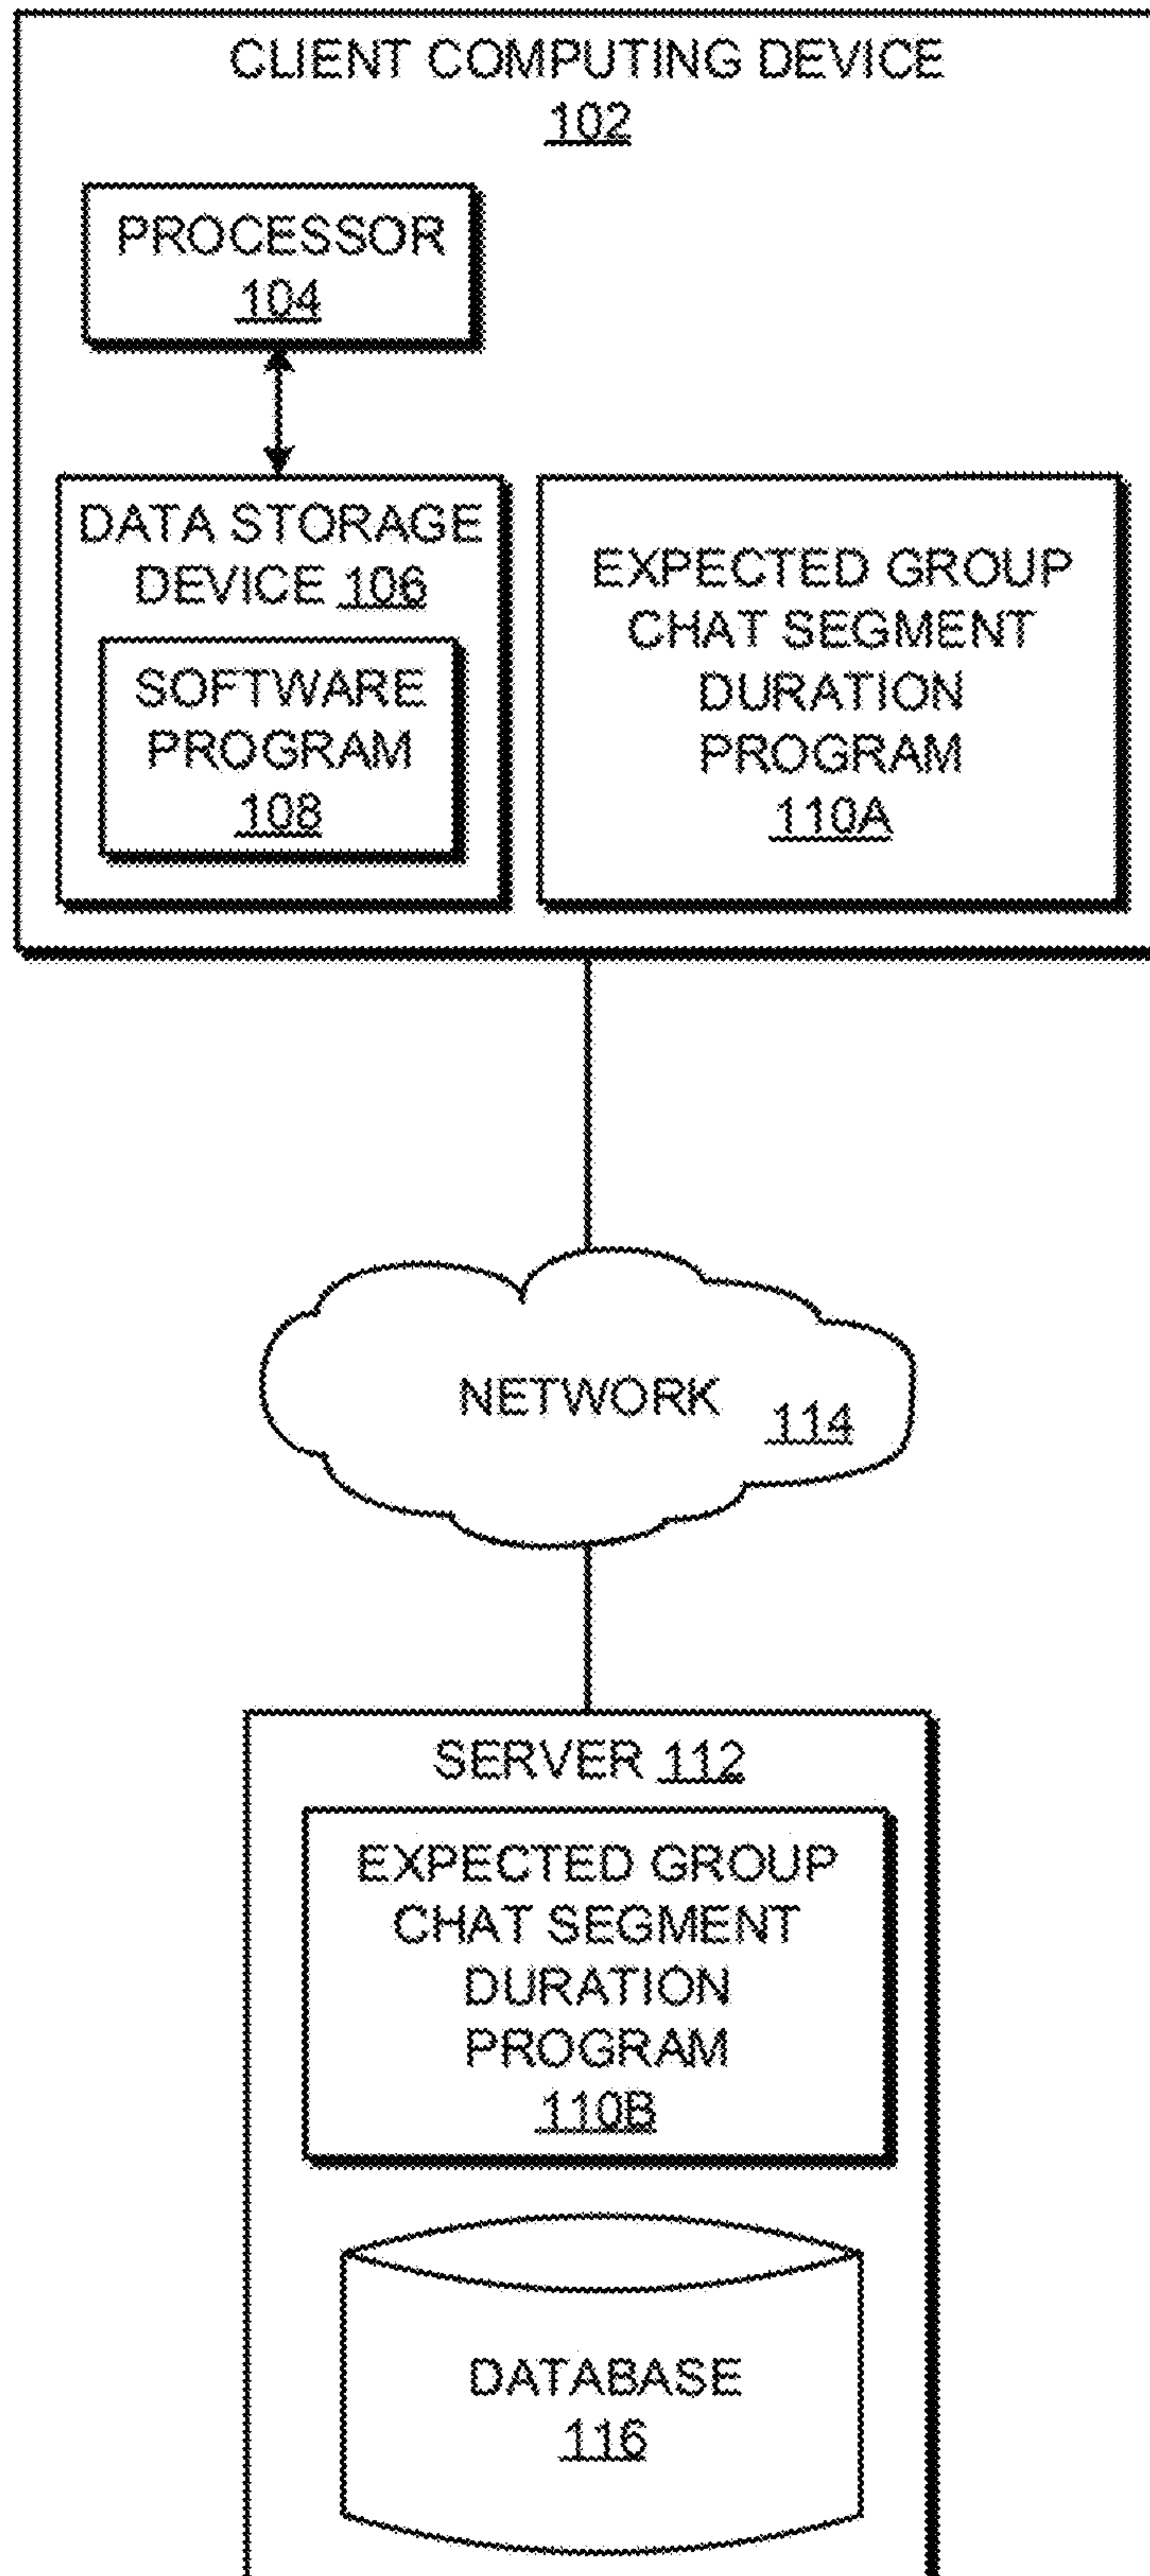 CLIENT COMPUTING DEVICE
102
PROCESSOR
104
DATA STORAGE
DEVICE 106
SOFTWARE
PROGRAM
108
EXPECTED GROUP
CHAT SEGMENT
DURATION
PROGRAM
110A
NETWORK 114
SERVER 112
EXPECTED GROUP
CHAT SEGMENT
DURATION
PROGRAM
110B
DATABASE
116